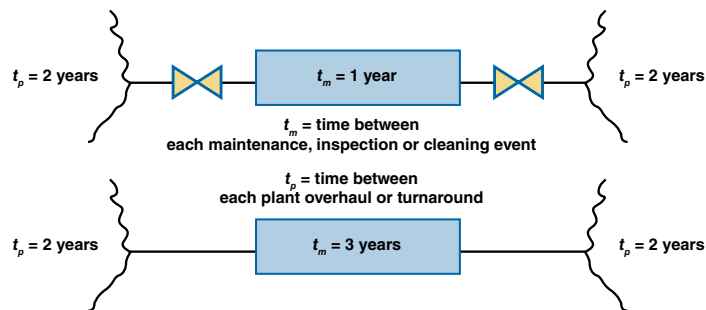 tp = 2 years
tm = 1 year
tp = 2 years
tm = time between
each maintenance, inspection or cleaning event
tp = time between
each plant overhaul or turnaround
tp = 2 years
tm = 3 years
tp = 2 years